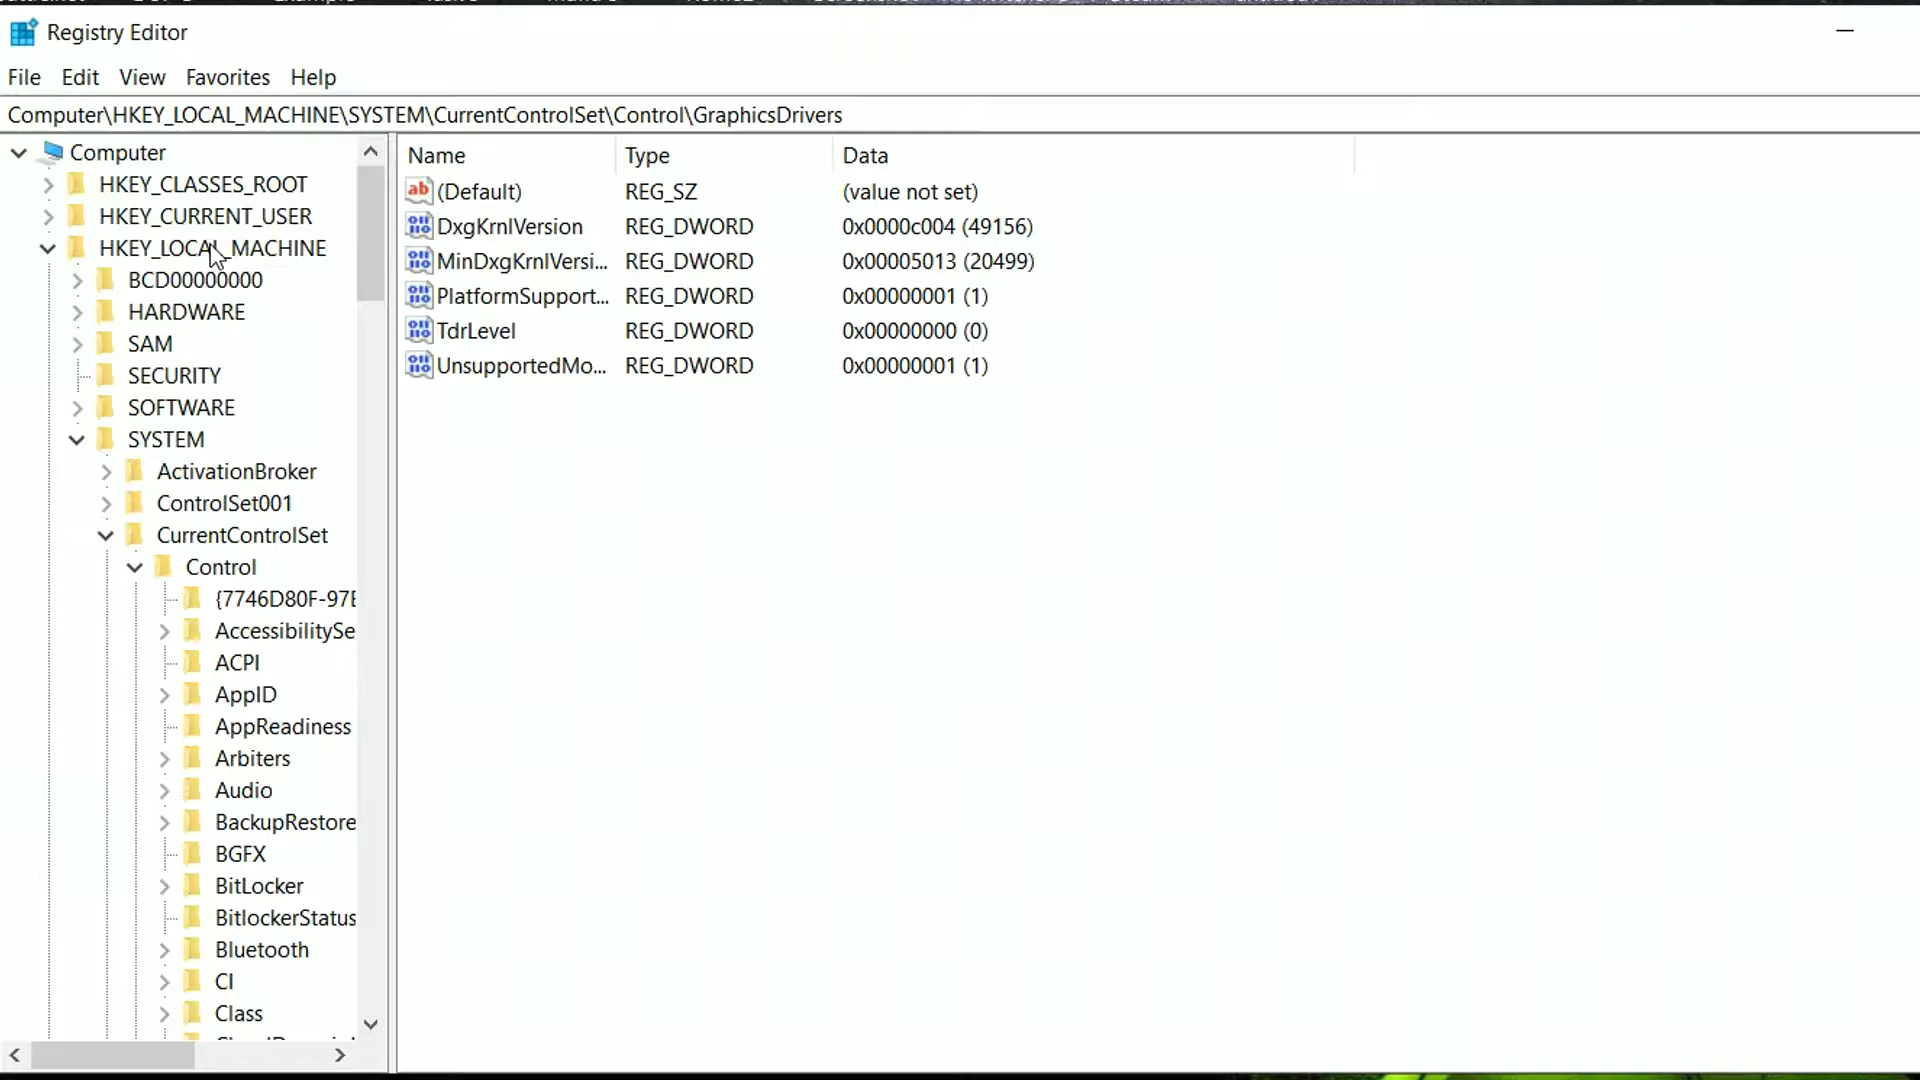 Registry Editor
File Edit View Favorites Help
Computer\HKEY_LOCAL_MACHINE\SYSTEM\CurrentControlSet\Control\GraphicsDrivers
Computer
HKEY_CLASSES_ROOT
HKEY_CURRENT_USER
HKEY_LOCAL_MACHINE
BCD00000000
HARDWARE
SAM
SECURITY
SOFTWARE
SYSTEM
ActivationBroker
ControlSet001
CurrentControlSet
Control
{7746D80F-97E
AccessibilitySe
ACPI
AppID
AppReadiness
Arbiters
Audio
BackupRestore
BGFX
BitLocker
BitlockerStatus
Bluetooth
CI
Class
Name Type Data
ab (Default) REG_SZ (value not set)
DxgKrnlVersion REG_DWORD 0x0000c004 (49156)
MinDxgKrnlVersi... REG_DWORD 0x00005013 (20499)
PlatformSupport... REG_DWORD 0x00000001 (1)
TdrLevel REG_DWORD 0x00000000 (0)
UnsupportedMo... REG_DWORD 0x00000001 (1)